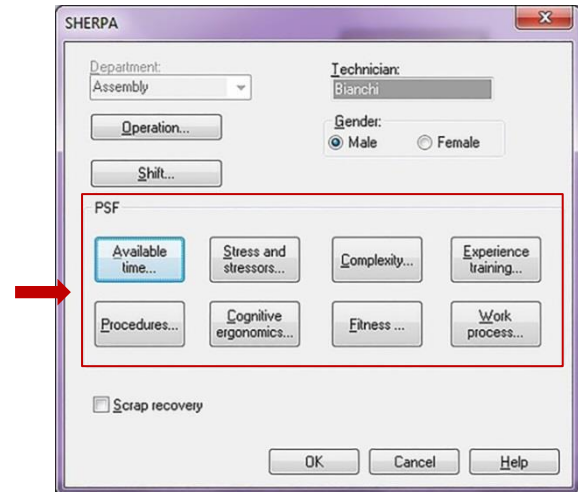 SHERPA
Department:
Technician:
Assembly
Bianchi
Operation...
Gender:
Male
Female
Shift...
PSF
Available
time...
Stress and
stressors...
Complexity...
Experience
training...
Procedures...
Cognitive
ergonomics...
Fitness ...
Work
process...
Scrap recovery
OK
Cancel
Help